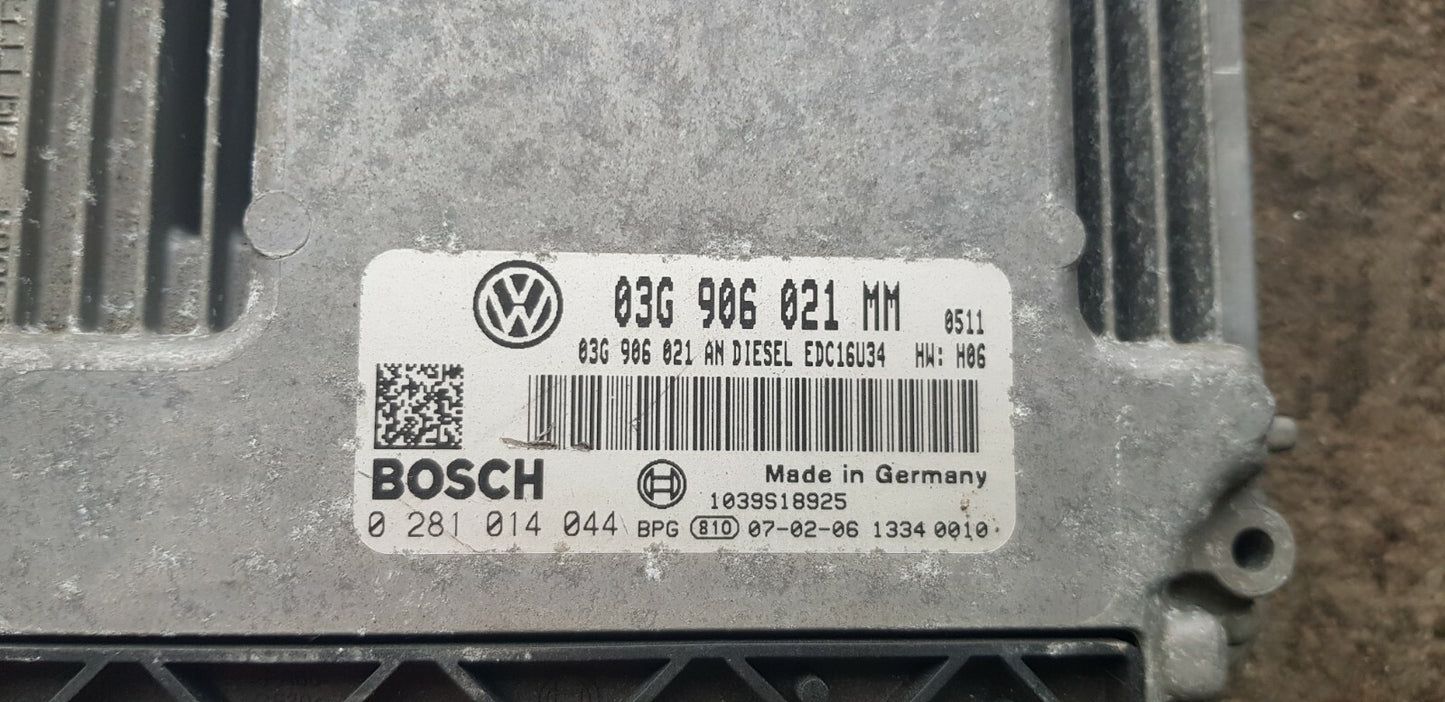 03G 906 021 MM 0511
03G 906 021 AN DIESEL EDC16U34 HW: H06
BOSCH
Made in Germany
1039S18925
0 281 014 044 BPG 810 07-02-06 1334 0010